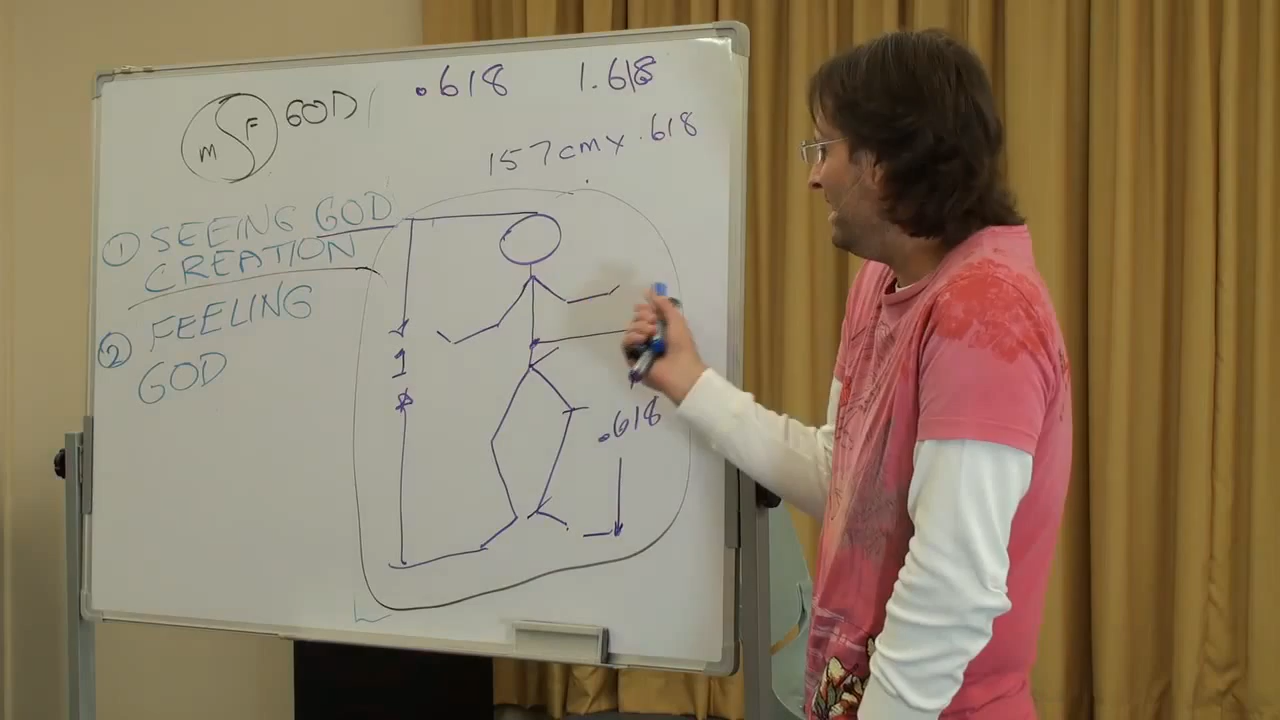 .618 1.618
M F GOD
157cm x .618
① SEEING GOD
CREATION
② FEELING
GOD
1
.618